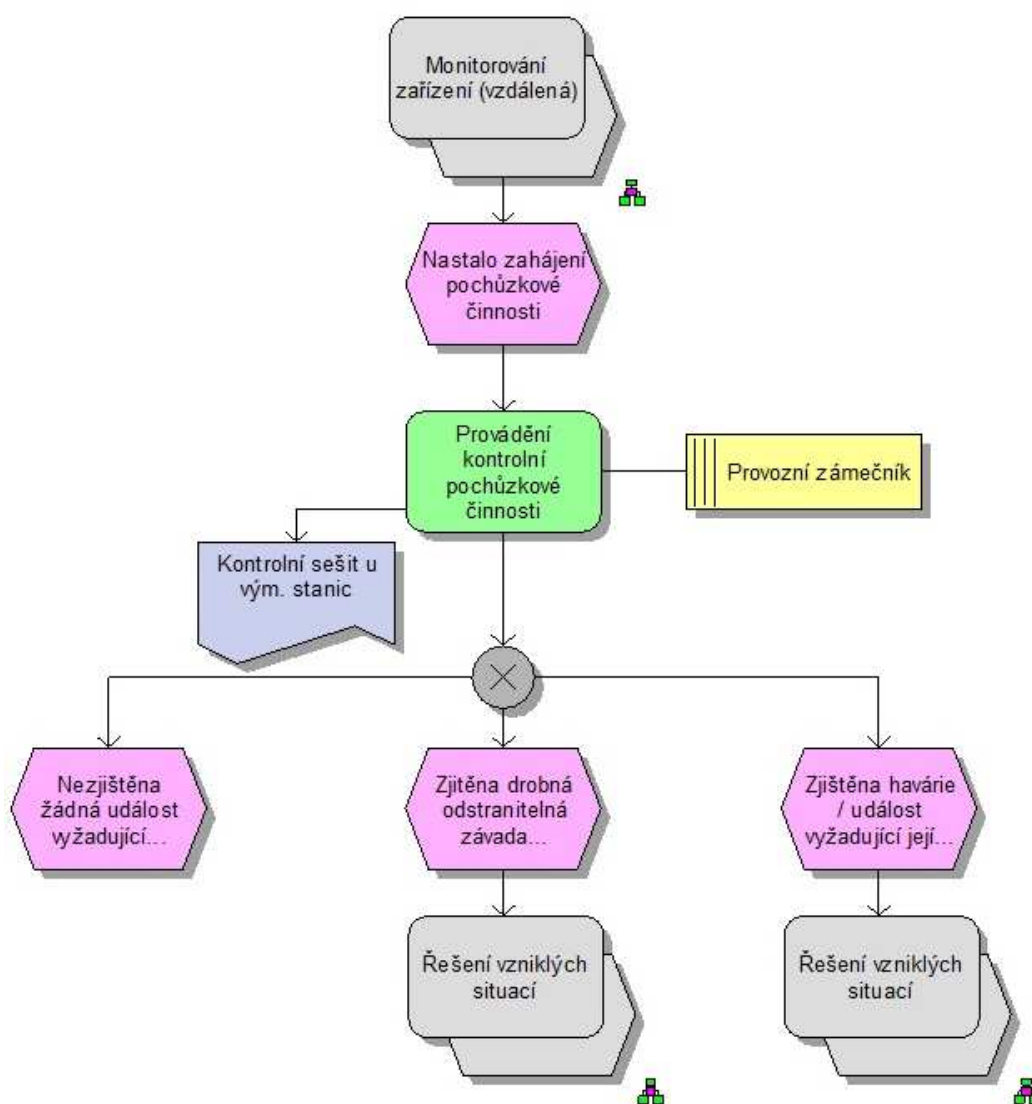 Monitorování
zařízení (vzdálená)
Nastalo zahájení
pochůzkové
činnosti
Provádění
kontrolní
pochůzkové
činnosti
Provozní zámečník
Kontrolní sešit u
vým. stanic
Nezjištěna
žádná událost
vyžadující...
Zjitěna drobná
odstranitelná
závada...
Zjištěna havárie
/ událost
vyžadující její...
Řešení vzniklých
situací
Řešení vzniklých
situací